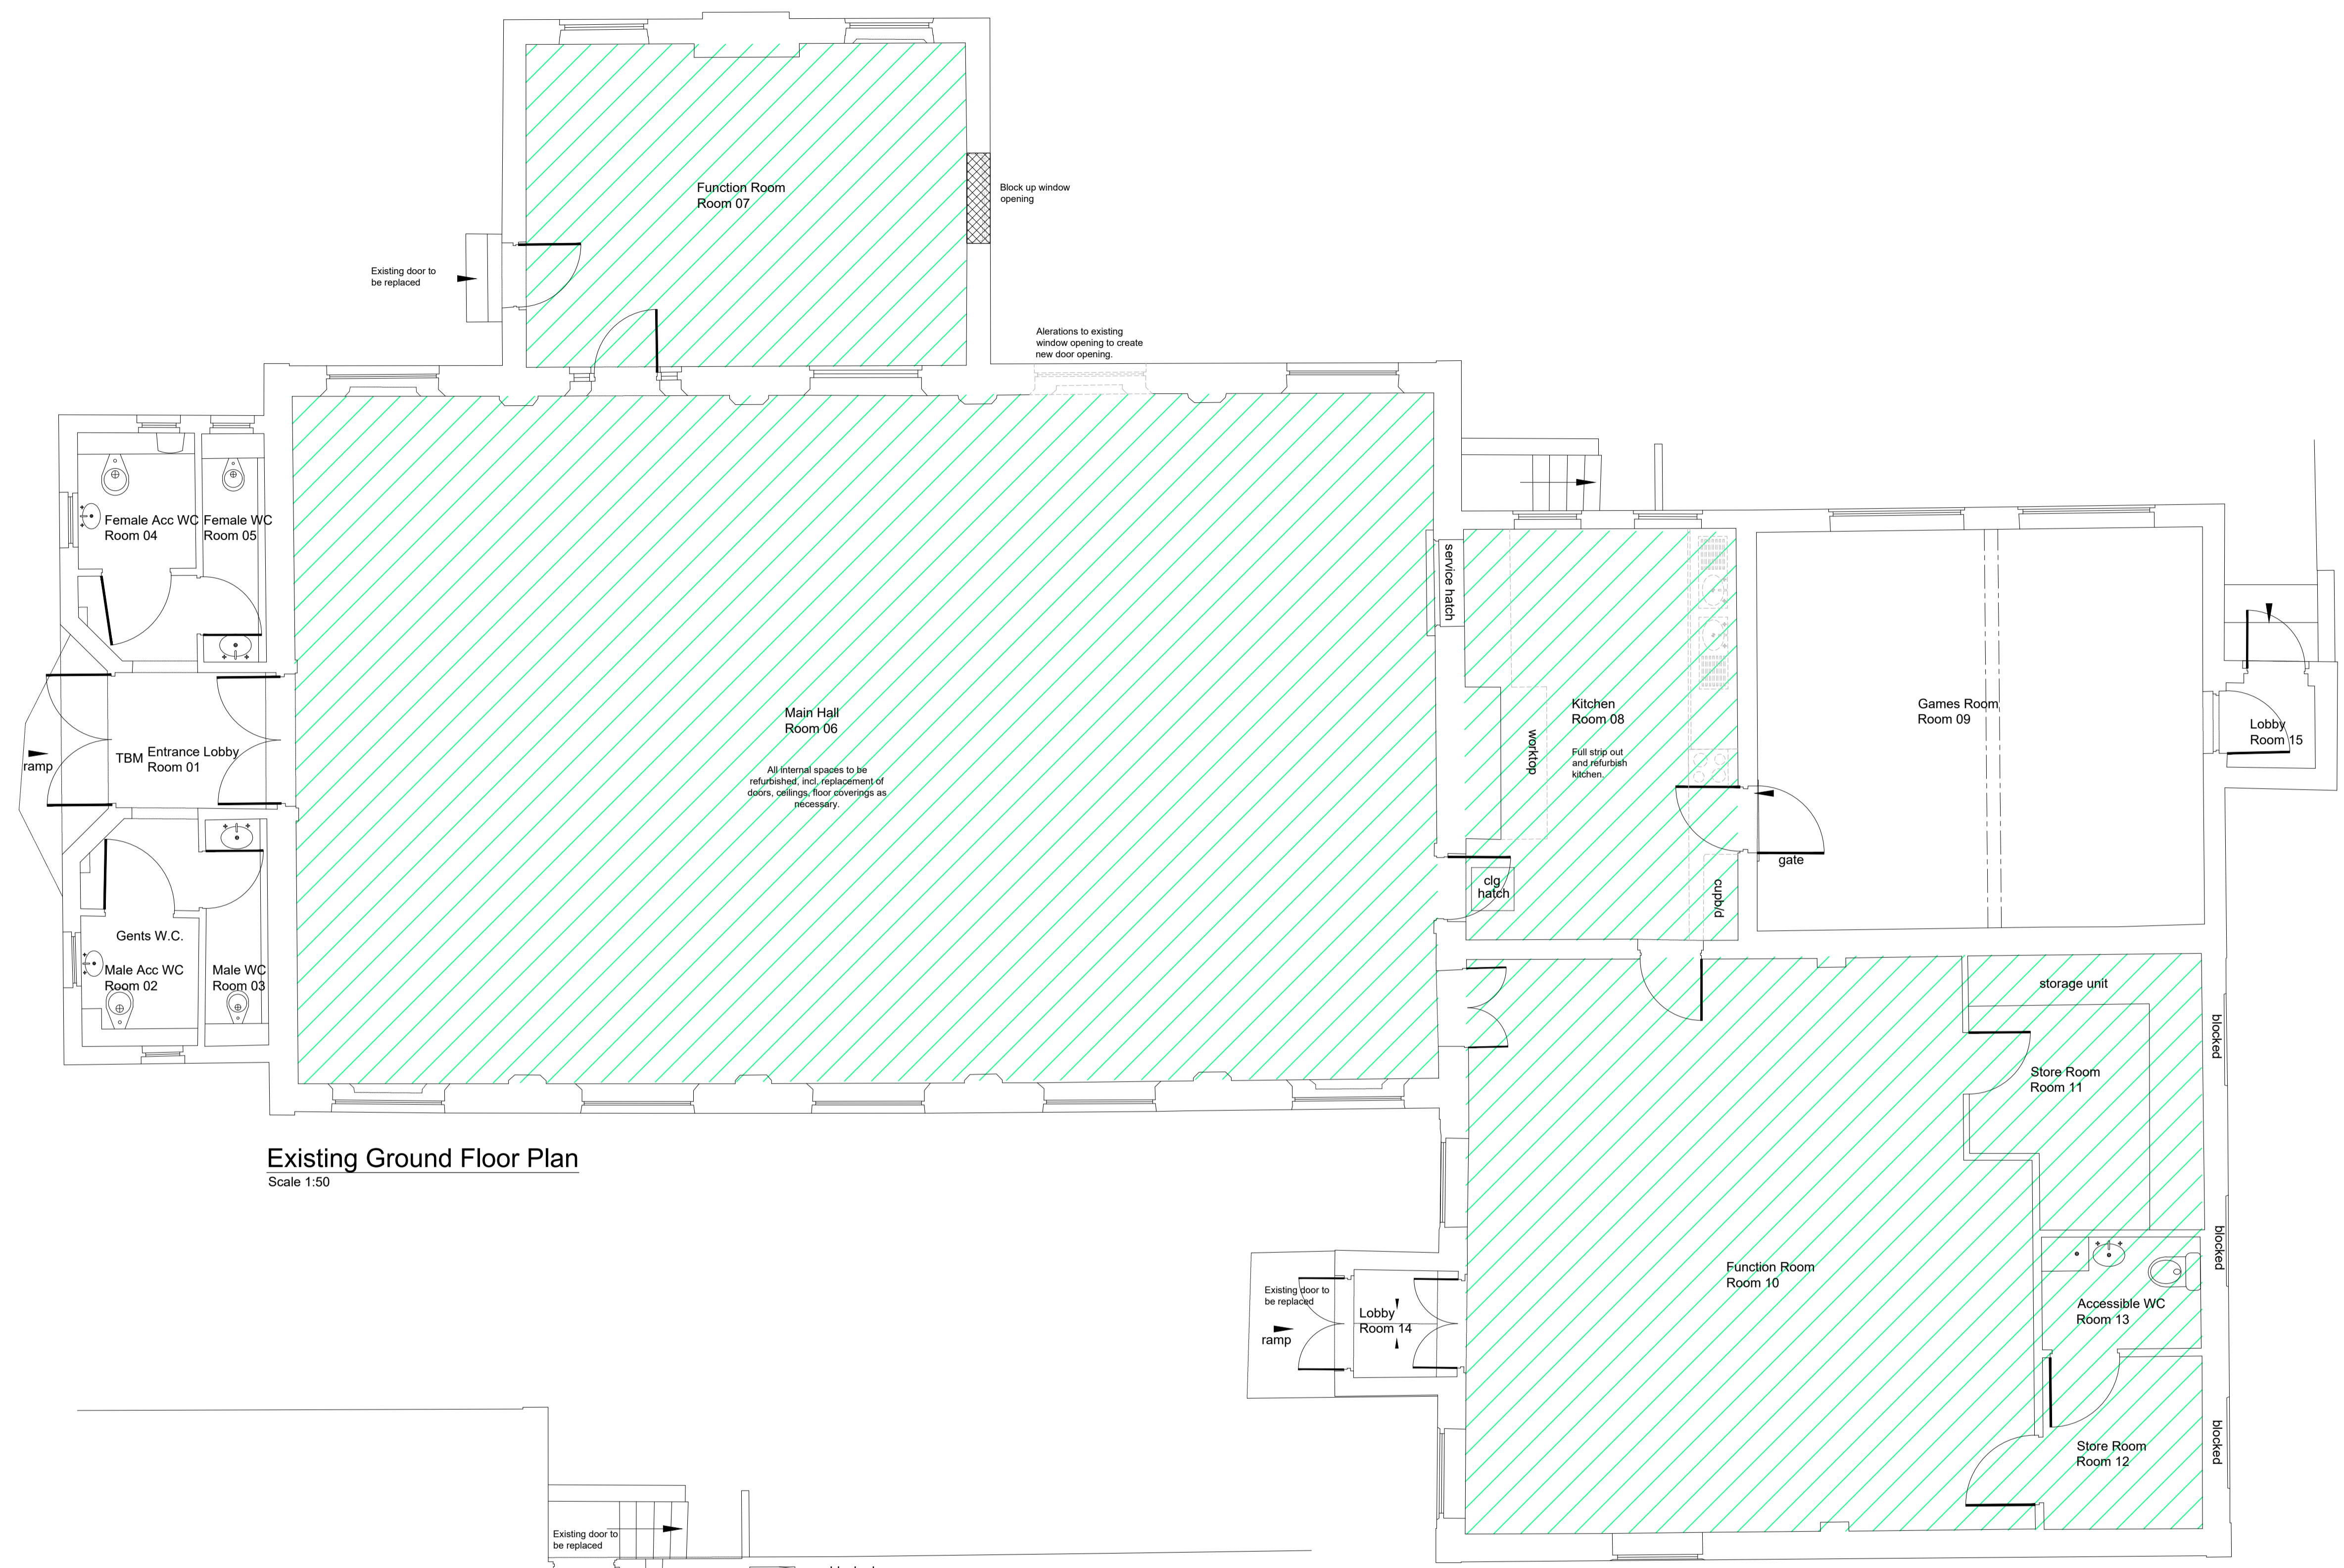 Function Room
Room 07
Block up window
opening
Existing door to
be replaced
Alerations to existing
window opening to create
new door opening.
Female Acc WC
Room 04
Female WC
Room 05
service hatch
Main Hall
Room 06
All internal spaces to be
refurbished, incl. replacement of
doors, ceilings, floor coverings as
necessary.
worktop
Kitchen
Room 08
Full strip out
and refurbish
kitchen.
Games Room
Room 09
Lobby
Room 15
ramp
TBM
Entrance Lobby
Room 01
gate
clg
hatch
cupb/d
Gents W.C.
Male Acc WC
Room 02
Male WC
Room 03
storage unit
blocked
Store Room
Room 11
Existing Ground Floor Plan
Scale 1:50
blocked
Function Room
Room 10
Existing door to
be replaced
ramp
Lobby
Room 14
Accessible WC
Room 13
blocked
Store Room
Room 12
Existing door to
be replaced